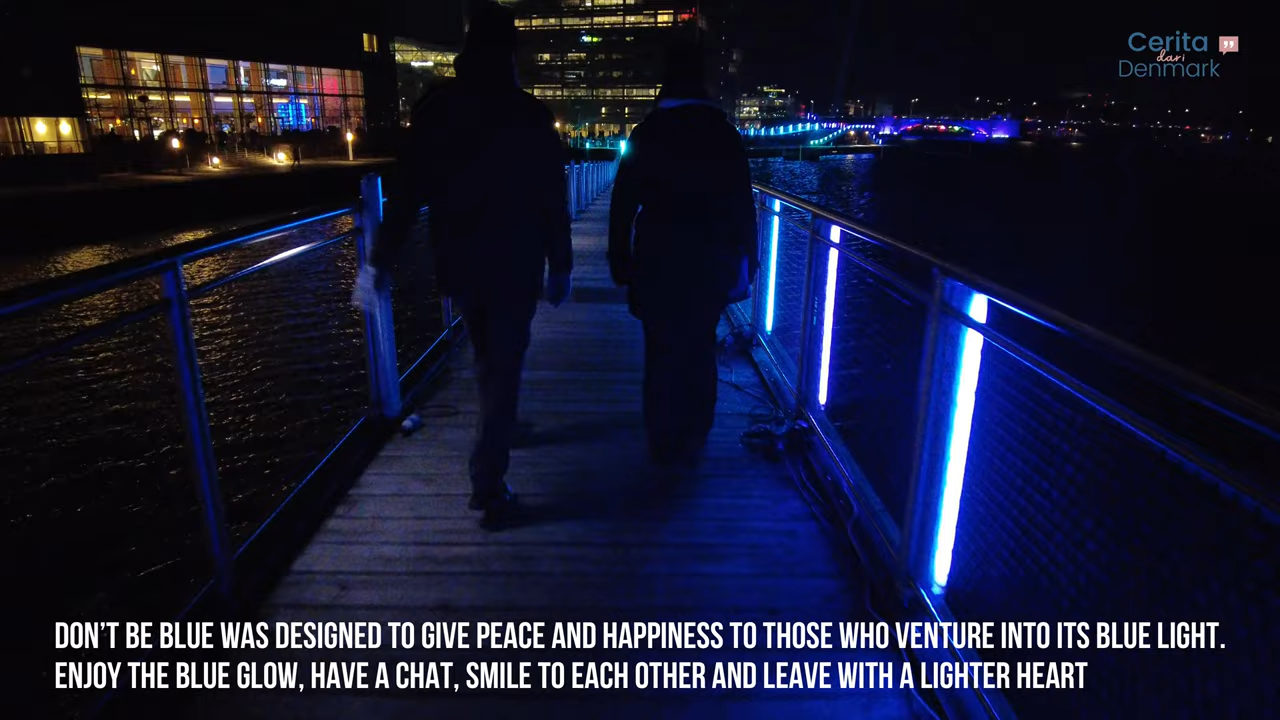 Cerita
dari
Denmark
DON'T BE BLUE WAS DESIGNED TO GIVE PEACE AND HAPPINESS TO THOSE WHO VENTURE INTO ITS BLUE LIGHT.
ENJOY THE BLUE GLOW, HAVE A CHAT, SMILE TO EACH OTHER AND LEAVE WITH A LIGHTER HEART